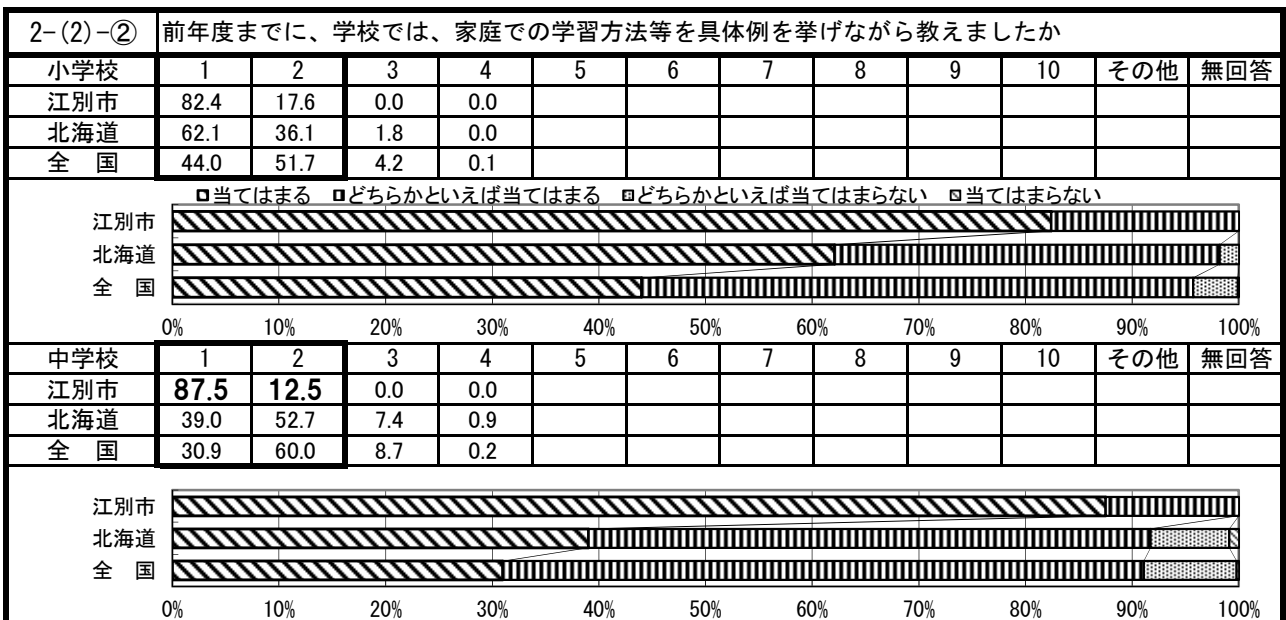 2-(2)-② 前年度までに、学校では、家庭での学習方法等を具体例を挙げながら教えましたか
小学校 1 2 3 4 5 6 7 8 9 10 その他 無回答
江別市 82.4 17.6 0.0 0.0
北海道 62.1 36.1 1.8 0.0
全　国 44.0 51.7 4.2 0.1
当てはまる どちらかといえば当てはまる どちらかといえば当てはまらない 当てはまらない
江別市
北海道
全　国
0% 10% 20% 30% 40% 50% 60% 70% 80% 90% 100%
中学校 1 2 3 4 5 6 7 8 9 10 その他 無回答
江別市 87.5 12.5 0.0 0.0
北海道 39.0 52.7 7.4 0.9
全　国 30.9 60.0 8.7 0.2
江別市
北海道
全　国
0% 10% 20% 30% 40% 50% 60% 70% 80% 90% 100%